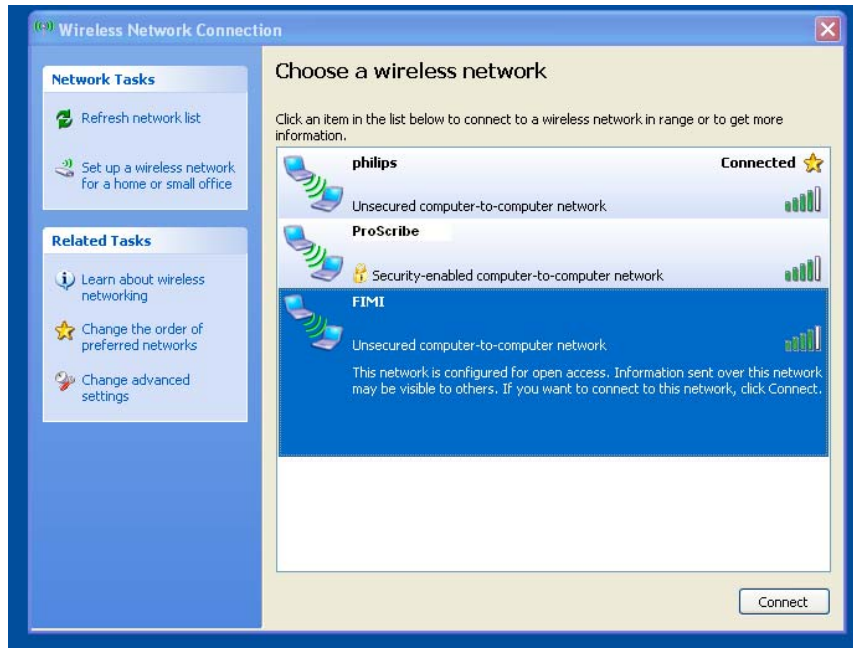 Wireless Network Connection
Network Tasks
Refresh network list
Set up a wireless network
for a home or small office
Related Tasks
Learn about wireless
networking
Change the order of
preferred networks
Change advanced
settings
Choose a wireless network
Click an item in the list below to connect to a wireless network in range or to get more
information.
philips Connected
Unsecured computer-to-computer network
ProScribe
Security-enabled computer-to-computer network
FIMI
Unsecured computer-to-computer network
This network is configured for open access. Information sent over this network
may be visible to others. If you want to connect to this network, click Connect.
Connect